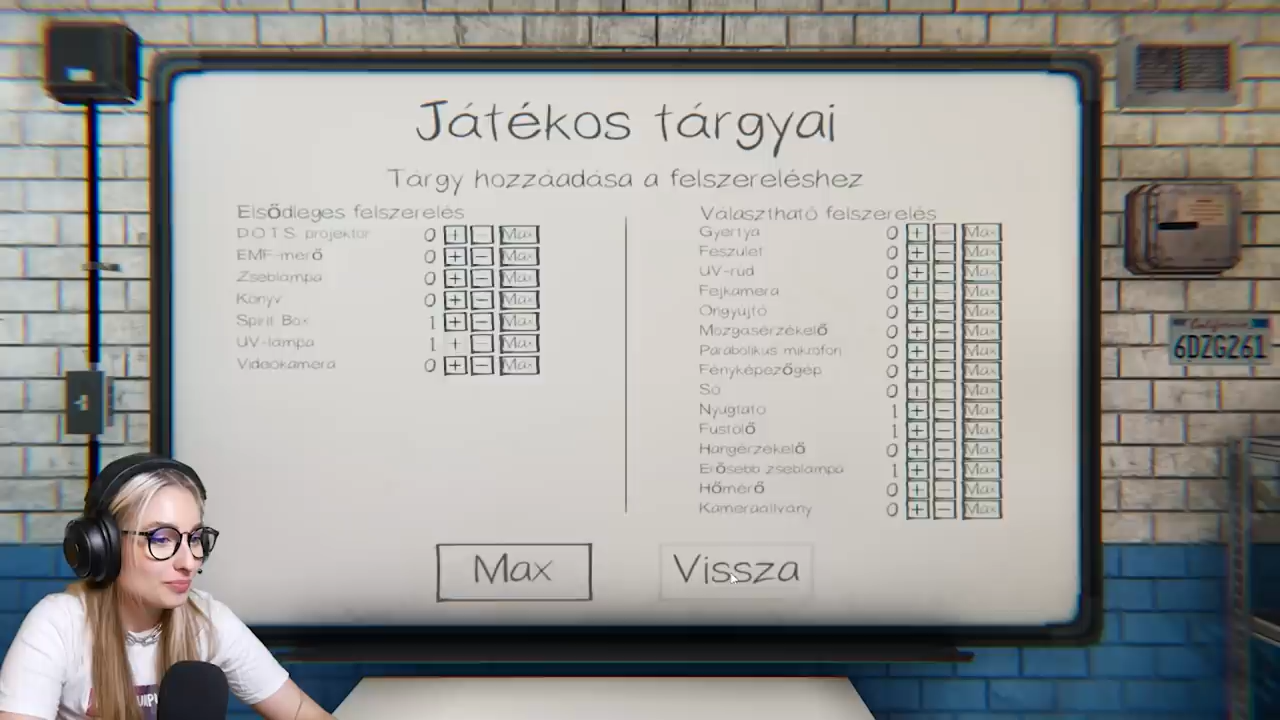 Játékos tárgyai
Tárgy hozzáadása a felszereléshez
Elsődleges felszerelés
D.O.T.S. projektor 0 + - Max
EMF-mérő 0 + - Max
Zseblámpa 0 + - Max
Könyv 0 + - Max
Spirit Box 1 + - Max
UV-lámpa 1 + - Max
Videókamera 0 + - Max
Választható felszerelés
Gyertya 0 + - Max
Feszület 0 + - Max
UV-rúd 0 + - Max
Fejkamera 0 + - Max
Öngyújtó 0 + - Max
Mozgásérzékelő 0 + - Max
Parabolikus mikrofon 0 + - Max
Fényképezőgép 0 + - Max
Só 0 + - Max
Nyugtató 1 + - Max
Füstölő 1 + - Max
Hangérzékelő 0 + - Max
Erősebb zseblámpa 1 + - Max
Hőmérő 0 + - Max
Kameraállvány 0 + - Max
Max
Vissza
California
6DZG261